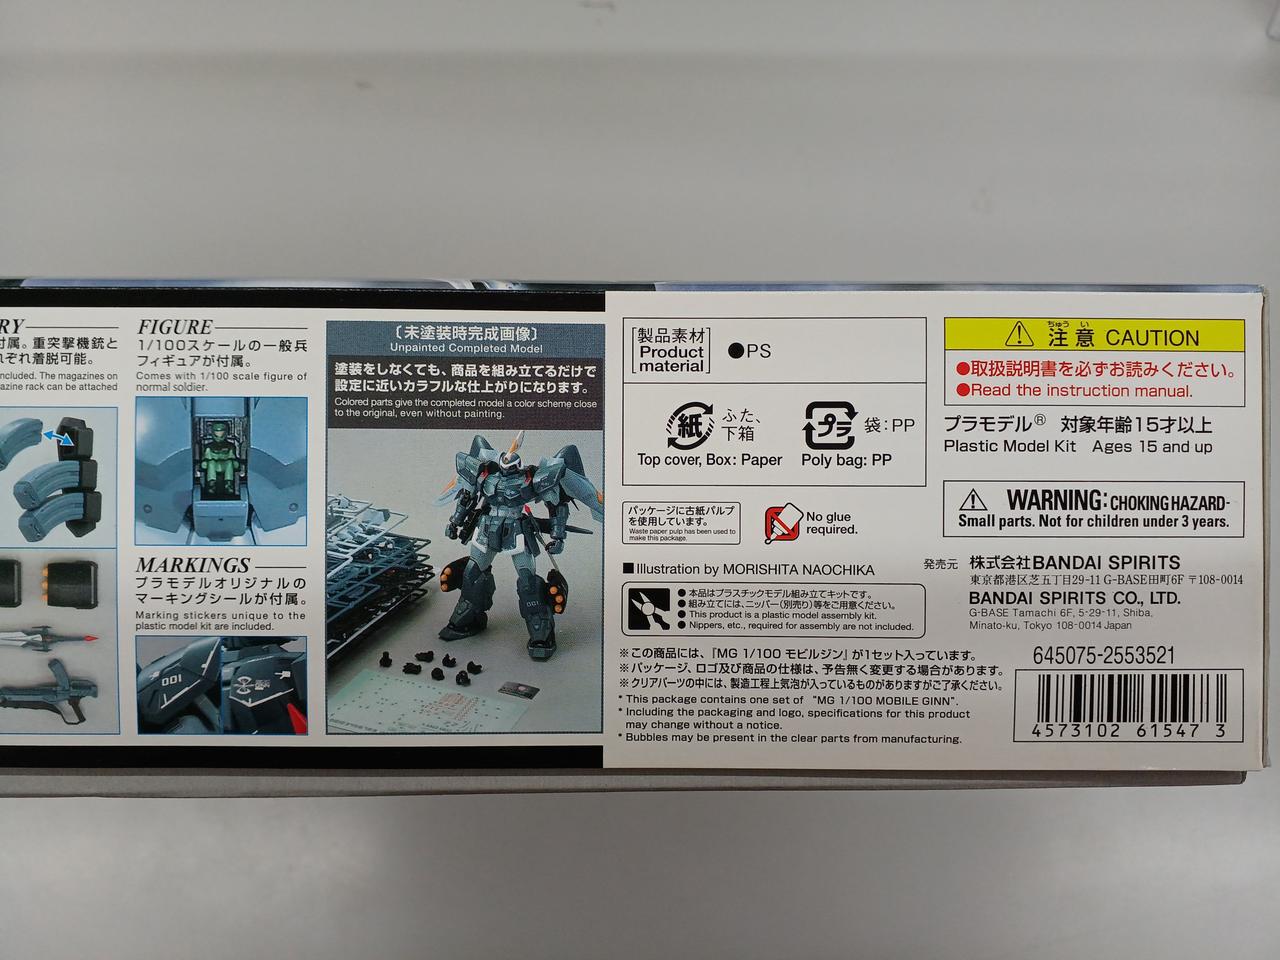 RY
付属。重突撃機銃と
れぞれ着脱可能。
ncluded. The magazines on
azine rack can be attached
FIGURE
1/100スケールの一般兵
フィギュアが付属。
Comes with 1/100 scale figure of
normal soldier.
MARKINGS
プラモデルオリジナルの
マーキングシールが付属。
Marking stickers unique to the
plastic model kit are included.
001
〔未塗装時完成画像〕
Unpainted Completed Model
塗装をしなくても、商品を組み立てるだけで
設定に近いカラフルな仕上がりになります。
Colored parts give the completed model a color scheme close
to the original, even without painting.
001
[製品素材
Product
material]
●PS
紙
ふた、
下箱
プラ
袋:PP
Top cover, Box: Paper
Poly bag: PP
パッケージに古紙パルプ
を使用しています。
Waste paper pulp has been used to
make this package.
No glue
required.
■Illustration by MORISHITA NAOCHIKA
●本品はプラスチックモデル組み立てキットです。
●組み立てには、ニッパー(別売り)等をご用意ください。
●This product is a plastic model assembly kit.
●Nippers, etc., required for assembly are not included.
※この商品には、『MG 1/100 モビルジン』が1セット入っています。
※パッケージ、ロゴ及び商品の仕様は、予告無く変更する場合があります。
※クリアパーツの中には、製造工程上気泡が入っているものがありますがご了承ください。
* This package contains one set of "MG 1/100 MOBILE GINN".
* Including the packaging and logo, specifications for this product
may change without a notice.
* Bubbles may be present in the clear parts from manufacturing.
ちゅう い
注意 CAUTION
●取扱説明書を必ずお読みください。
●Read the instruction manual.
プラモデル® 対象年齢15才以上
Plastic Model Kit Ages 15 and up
WARNING: CHOKING HAZARD-
Small parts. Not for children under 3 years.
発売元 株式会社BANDAI SPIRITS
東京都港区芝五丁目29-11 G-BASE田町6F 〒108-0014
BANDAI SPIRITS CO., LTD.
G-BASE Tamachi 6F, 5-29-11, Shiba,
Minato-ku, Tokyo 108-0014 Japan
645075-2553521
4573102 61547 3